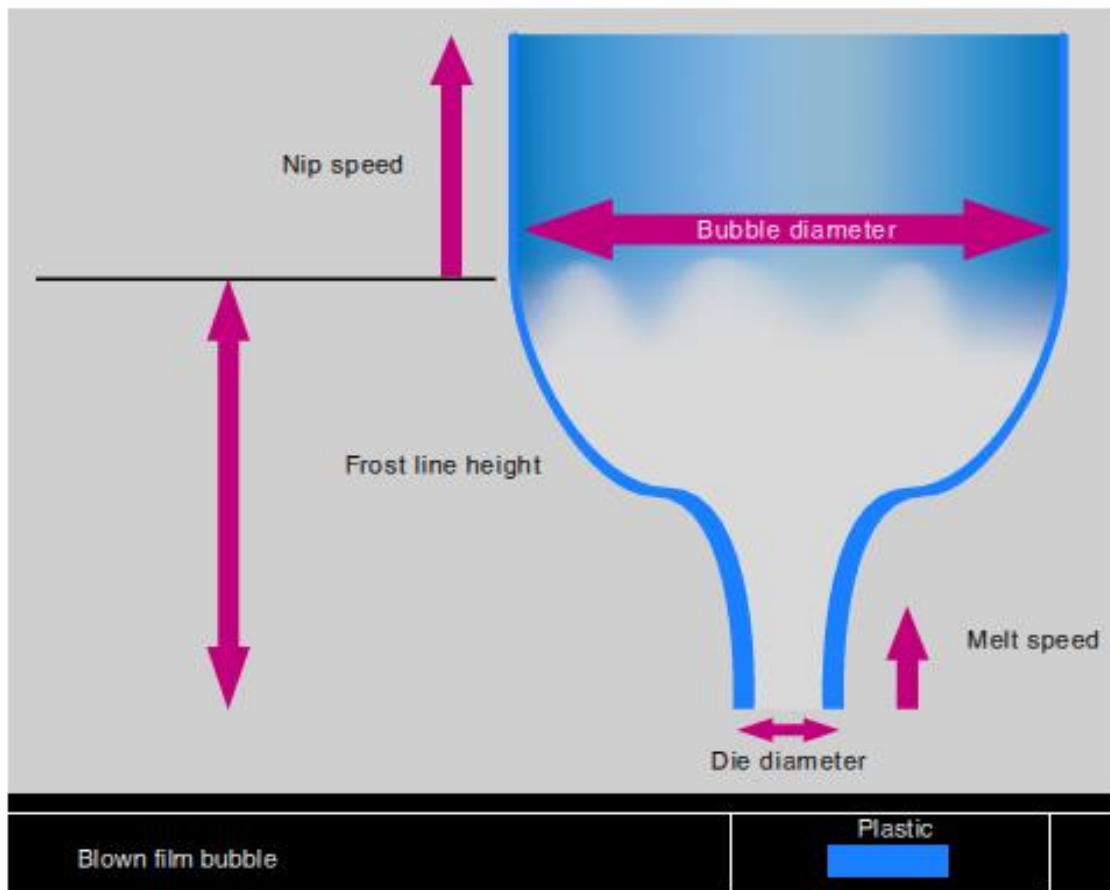 Nip speed
Bubble diameter
Frost line height
Melt speed
Die diameter
Plastic
Blown film bubble